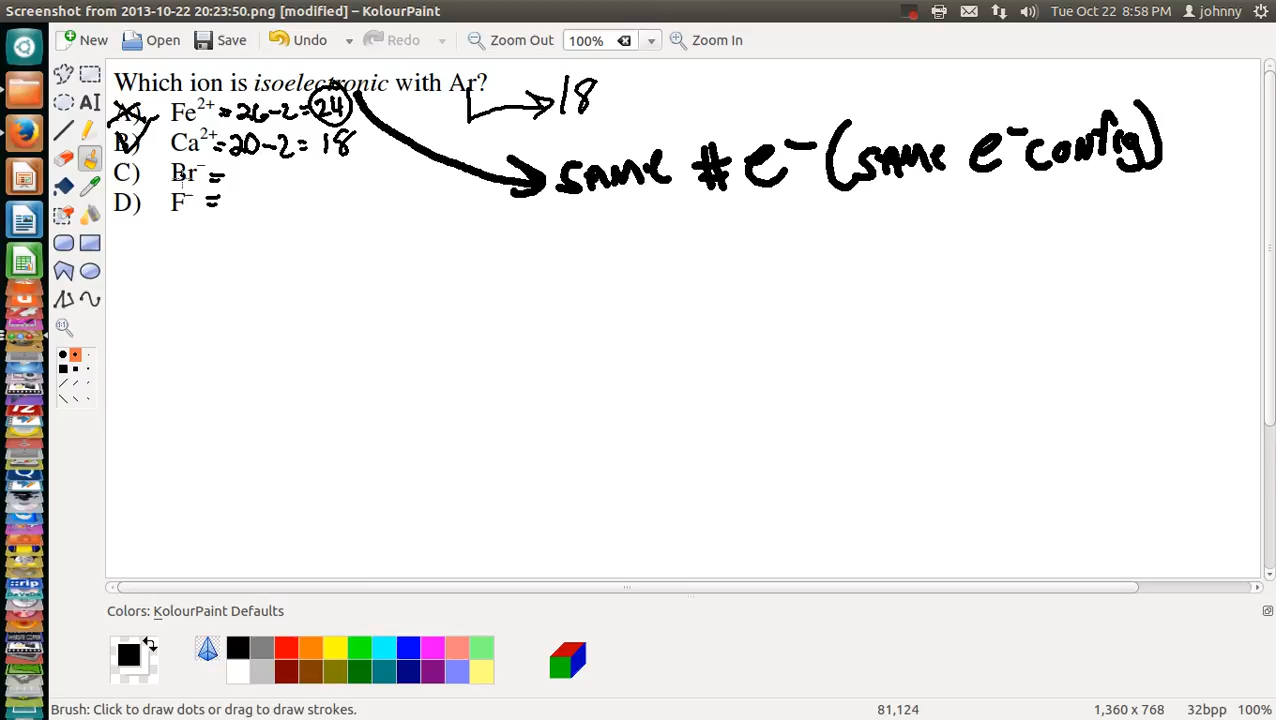 Screenshot from 2013-10-22 20:23:50.png [modified] - KolourPaint
Tue Oct 22 8:58 PM johnny
New Open Save Undo Redo Zoom Out 100% Zoom In
Which ion is isoelectronic with Ar?
18
A) Fe2+ = 26-2 = 24
B) Ca2+ = 20-2 = 18
same # e- (same e- config)
C) Br- =
D) F- =
Colors: KolourPaint Defaults
Brush: Click to draw dots or drag to draw strokes.
81,124
1,360 x 768
32bpp
100%